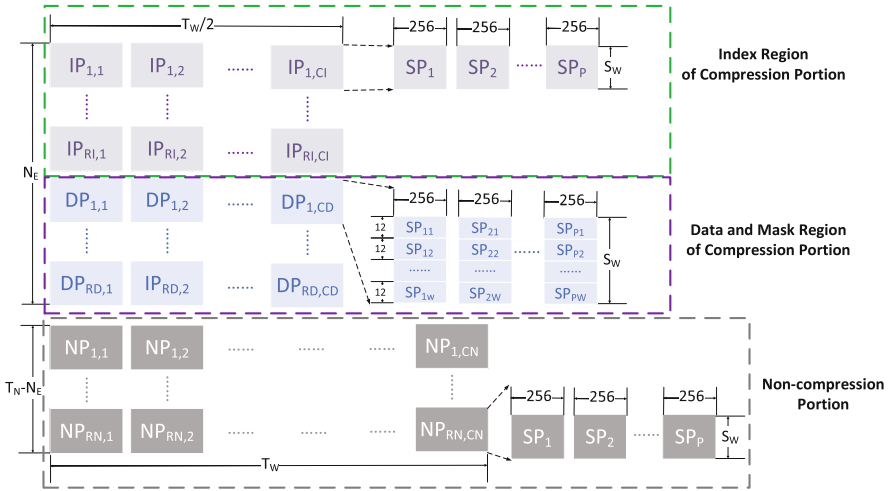 T_W/2
256 256 256
IP_1,1 IP_1,2 ...... IP_1,CI
SP_1 SP_2 ...... SP_P S_W
Index Region
of Compression Portion
...... ...... ......
IP_RI,1 IP_RI,2 ...... IP_RI,CI
N_E
DP_1,1 DP_1,2 ...... DP_1,CD
256 256 256
12 SP_11 SP_21 SP_P1
12 SP_12 SP_22 ...... SP_P2
...... ...... ......
12 SP_1w SP_2W SP_PW
S_W
Data and Mask Region
of Compression Portion
...... ...... ......
DP_RD,1 IP_RD,2 ...... DP_RD,CD
NP_1,1 NP_1,2 ...... ...... ...... NP_1,CN
T_N-N_E
...... ...... ......
NP_RN,1 NP_RN,2 ...... ...... ...... NP_RN,CN
256 256 256
SP_1 SP_2 ...... SP_P S_W
Non-compression
Portion
T_W